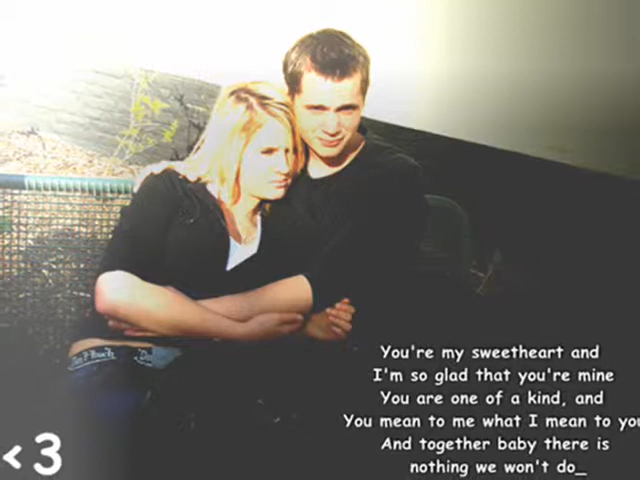 You're my sweetheart and
I'm so glad that you're mine
You are one of a kind, and
You mean to me what I mean to you
And together baby there is
nothing we won't do_
<3